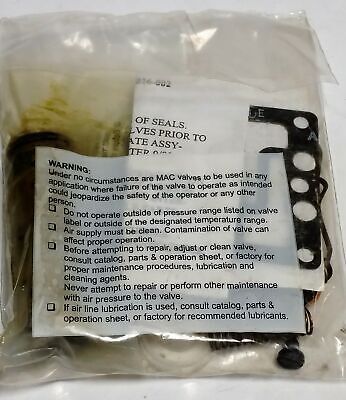 OF SEALS.
LVES PRIOR TO
ATE ASSY-
WARNING:
Under no circumstances are MAC valves to be used in any
application where failure of the valve to operate as intended
could jeopardize the safety of the operator or any other
person.
❑ Do not operate outside of pressure range listed on valve
label or outside of the designated temperature range.
❑ Air supply must be clean. Contamination of valve can
affect proper operation.
❑ Before attempting to repair, adjust or clean valve,
consult catalog, parts & operation sheet, or factory for
proper maintenance procedures, lubrication and
cleaning agents.
Never attempt to repair or perform other maintenance
with air pressure to the valve.
❑ If air line lubrication is used, consult catalog, parts &
operation sheet, or factory for recommended lubricants.